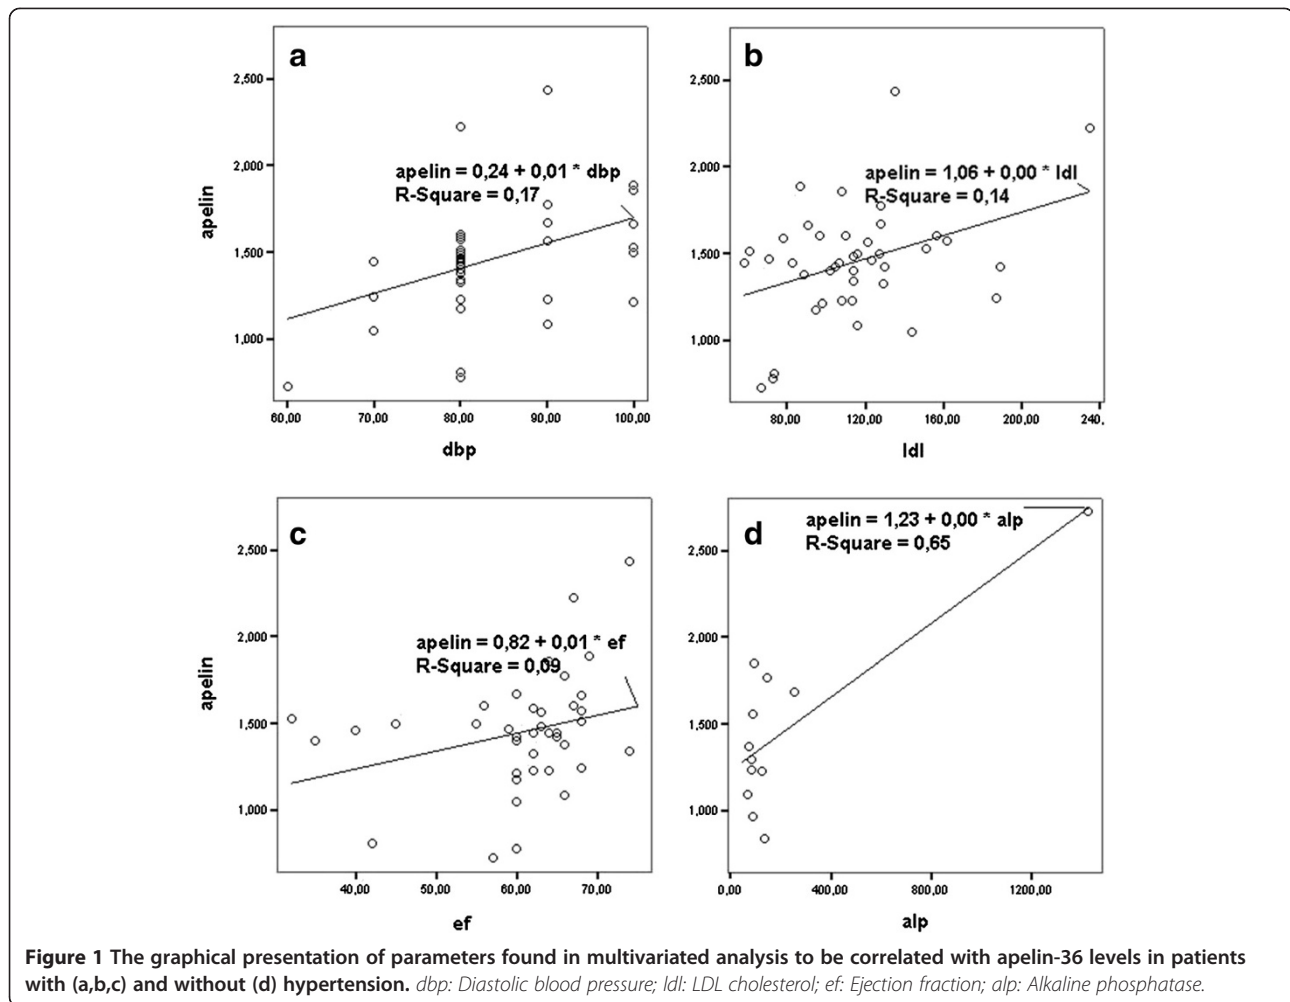 a
2,500
2,000
1,500
1,000
apelin
apelin = 0,24 + 0,01 * dbp
R-Square = 0,17
60,00 70,00 80,00 90,00 100,00
dbp
b
2,500
2,000
1,500
1,000
apelin = 1,06 + 0,00 * ldl
R-Square = 0,14
80,00 120,00 160,00 200,00 240,
ldl
c
2,500
2,000
1,500
1,000
apelin
apelin = 0,82 + 0,01 * ef
R-Square = 0,09
40,00 50,00 60,00 70,00
ef
d
2,500
2,000
1,500
1,000
apelin = 1,23 + 0,00 * alp
R-Square = 0,65
0,00 400,00 800,00 1200,00
alp
Figure 1 The graphical presentation of parameters found in multivariated analysis to be correlated with apelin-36 levels in patients
with (a,b,c) and without (d) hypertension. dbp: Diastolic blood pressure; ldl: LDL cholesterol; ef: Ejection fraction; alp: Alkaline phosphatase.